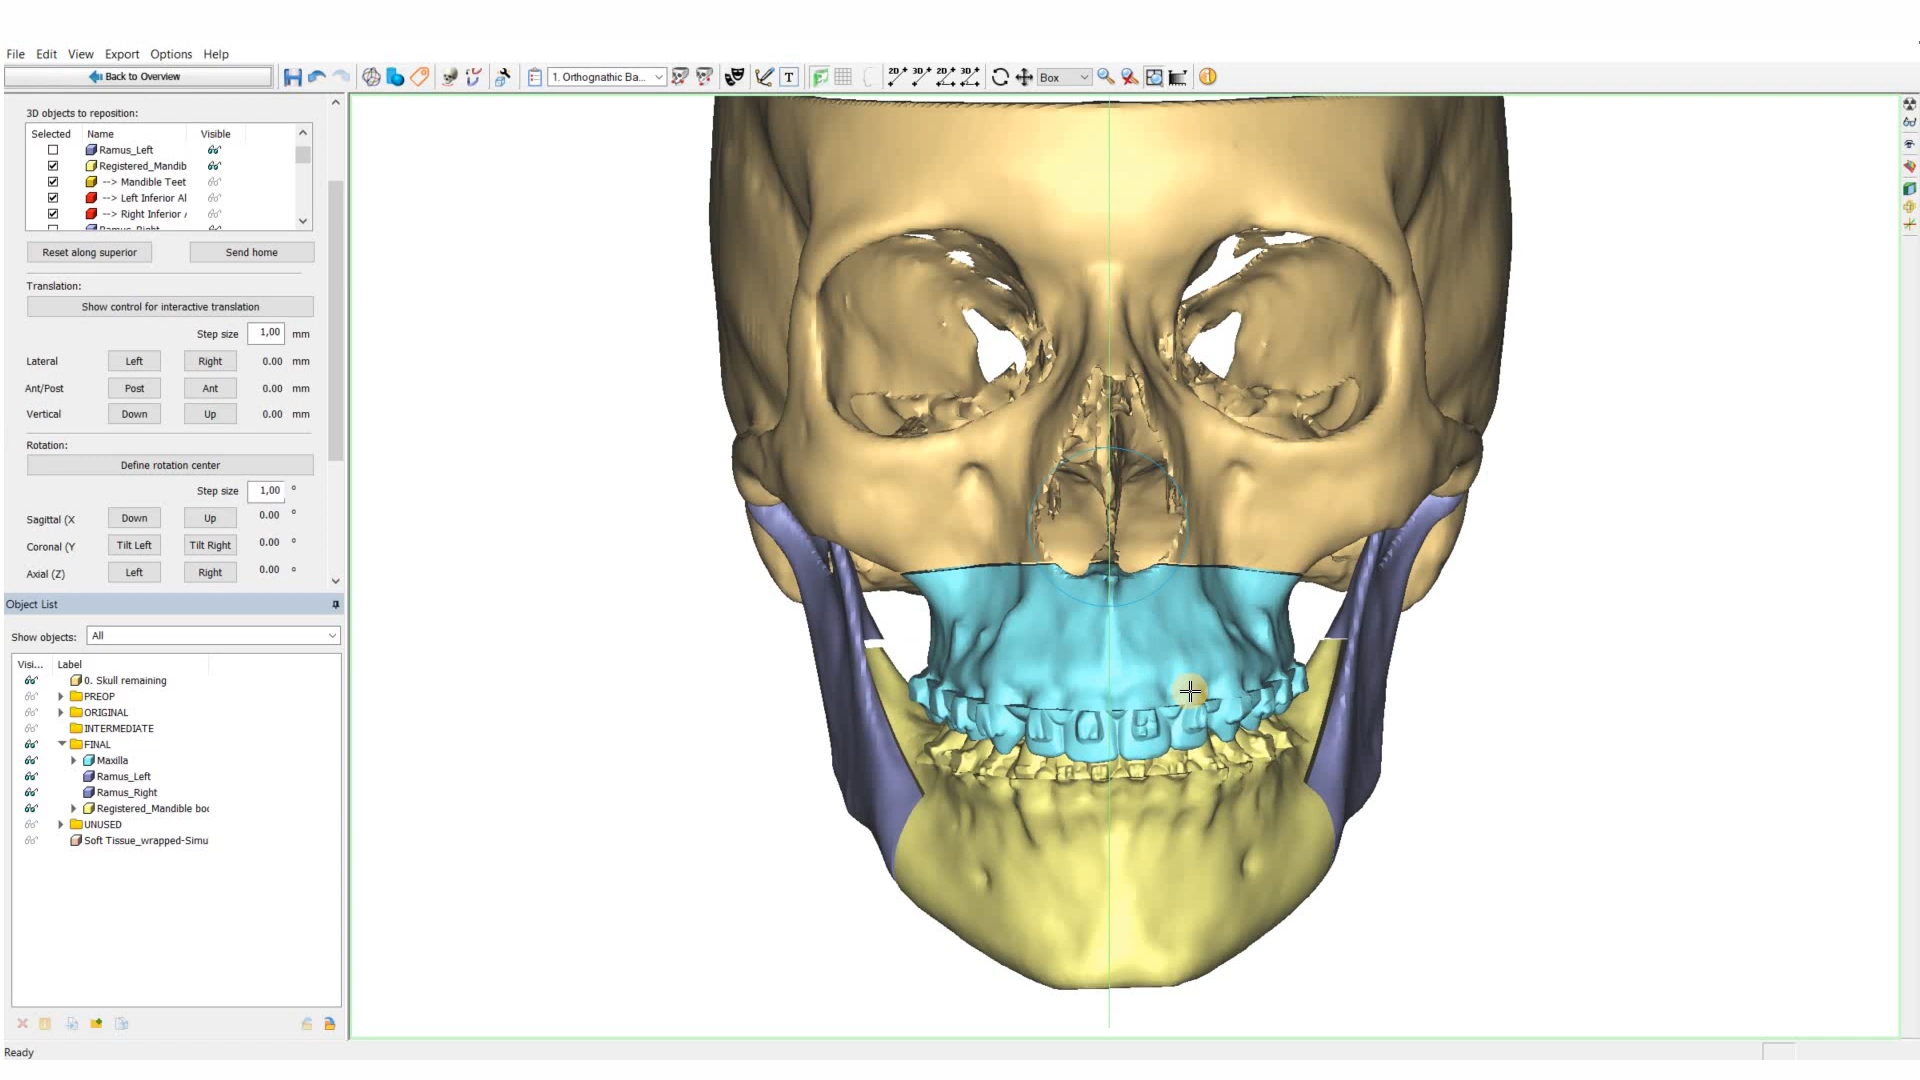 File Edit View Export Options Help
Back to Overview 1. Orthognathic Ba... T 2D 3D 2D 3D Box
3D objects to reposition:
Selected Name Visible
Ramus_Left
Registered_Mandib
--> Mandible Teet
--> Left Inferior Al
--> Right Inferior /
Ramus_Right
Reset along superior Send home
Translation:
Show control for interactive translation
Step size 1,00 mm
Lateral Left Right 0.00 mm
Ant/Post Post Ant 0.00 mm
Vertical Down Up 0.00 mm
Rotation:
Define rotation center
Step size 1,00 °
Sagittal (X Down Up 0.00 °
Coronal (Y Tilt Left Tilt Right 0.00 °
Axial (Z) Left Right 0.00 °
Object List
Show objects: All
Visi... Label
0. Skull remaining
PREOP
ORIGINAL
INTERMEDIATE
FINAL
Maxilla
Ramus_Left
Ramus_Right
Registered_Mandible boc
UNUSED
Soft Tissue_wrapped-Simu
Ready